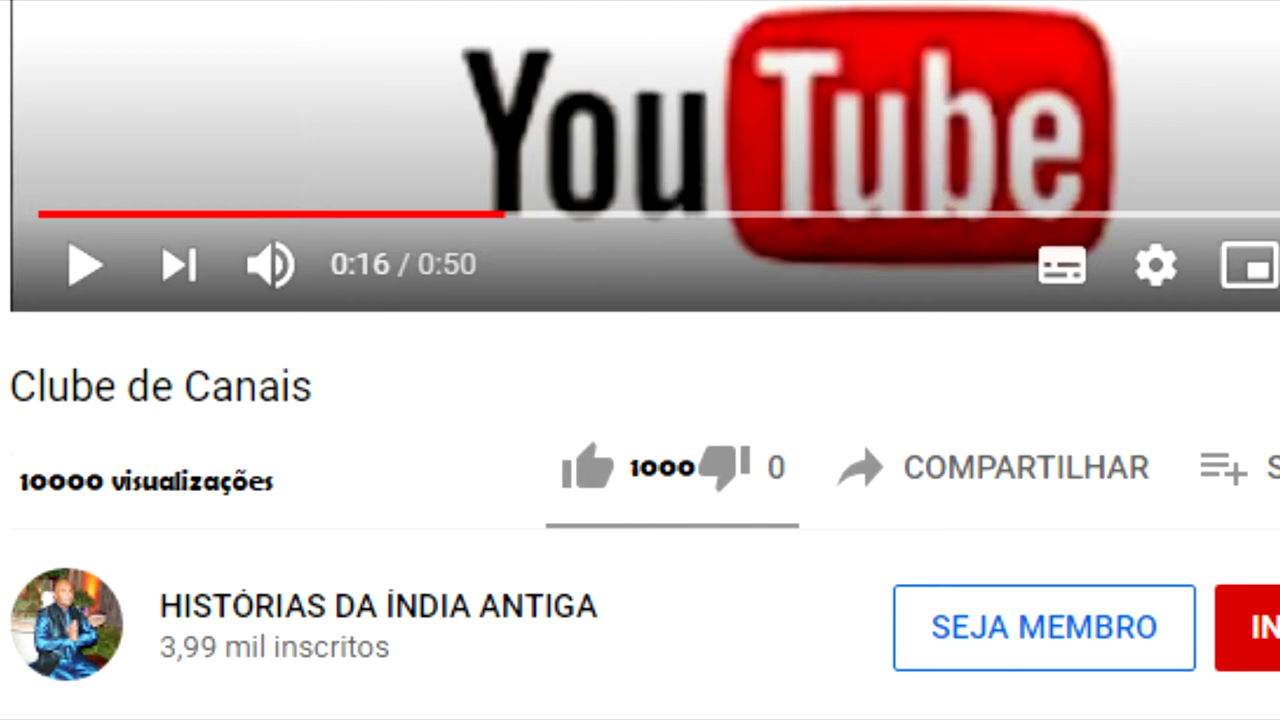 YouTube
0:16 / 0:50
Clube de Canais
10000 visualizações
1000 0 COMPARTILHAR S
HISTÓRIAS DA ÍNDIA ANTIGA
3,99 mil inscritos
SEJA MEMBRO
IN